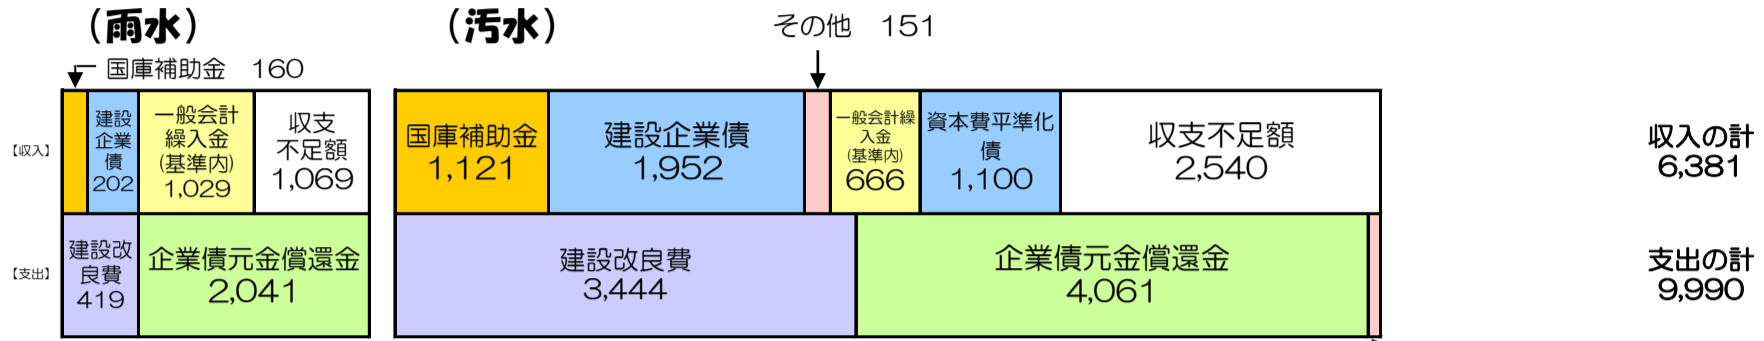 (雨水)
(汚水)
その他 151
国庫補助金 160
【収入】
建設
企業
債
202
一般会計
繰入金
(基準内)
1,029
収支
不足額
1,069
国庫補助金
1,121
建設企業債
1,952
一般会計繰
入金
(基準内)
666
資本費平準化
債
1,100
収支不足額
2,540
収入の計
6,381
【支出】
建設改
良費
419
企業債元金償還金
2,041
建設改良費
3,444
企業債元金償還金
4,061
支出の計
9,990